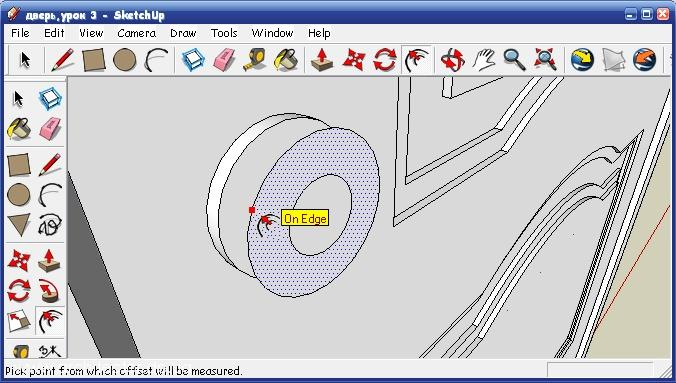 дверь,урок 3 - SketchUp
File Edit View Camera Draw Tools Window Help
On Edge
Pick point from which offset will be measured.